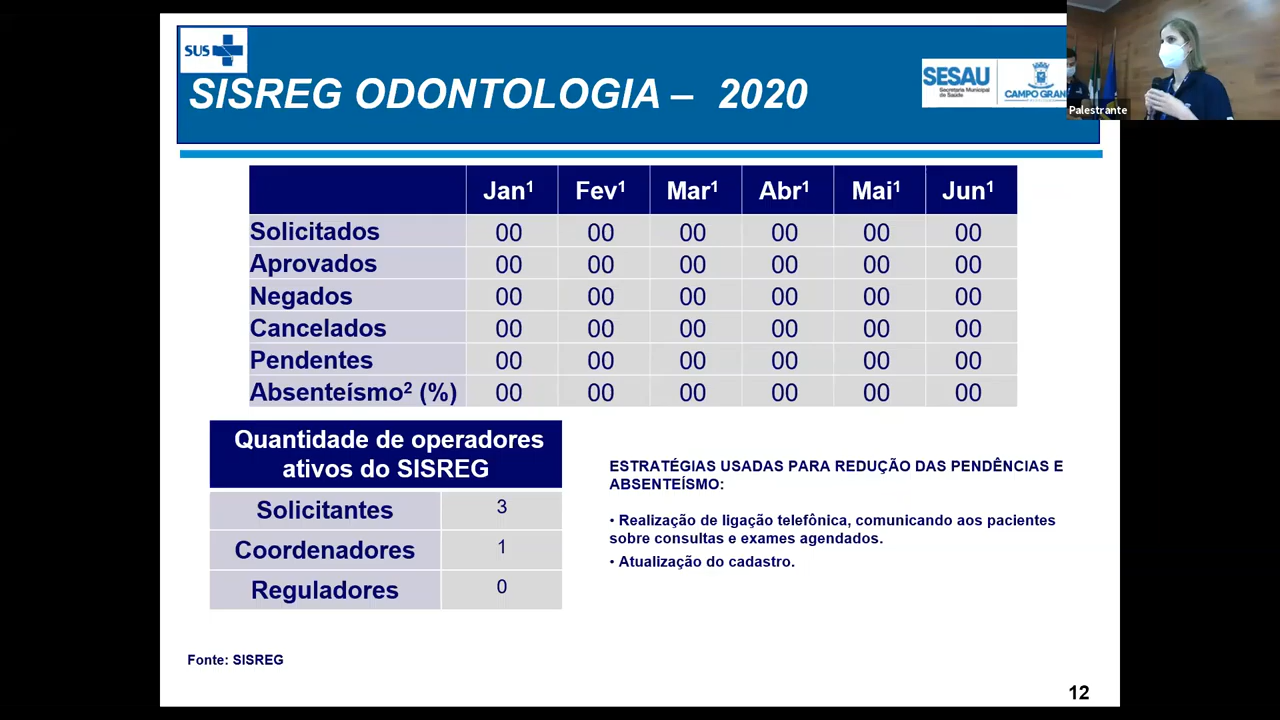 SUS
SISREG ODONTOLOGIA – 2020
SESAU
Secretaria Municipal
de Saúde
CAMPO GRAN
Palestrante
Jan¹ Fev¹ Mar¹ Abr¹ Mai¹ Jun¹
Solicitados 00 00 00 00 00 00
Aprovados 00 00 00 00 00 00
Negados 00 00 00 00 00 00
Cancelados 00 00 00 00 00 00
Pendentes 00 00 00 00 00 00
Absenteísmo² (%) 00 00 00 00 00 00
Quantidade de operadores
ativos do SISREG
Solicitantes 3
Coordenadores 1
Reguladores 0
ESTRATÉGIAS USADAS PARA REDUÇÃO DAS PENDÊNCIAS E
ABSENTEÍSMO:
• Realização de ligação telefônica, comunicando aos pacientes
sobre consultas e exames agendados.
• Atualização do cadastro.
Fonte: SISREG
12